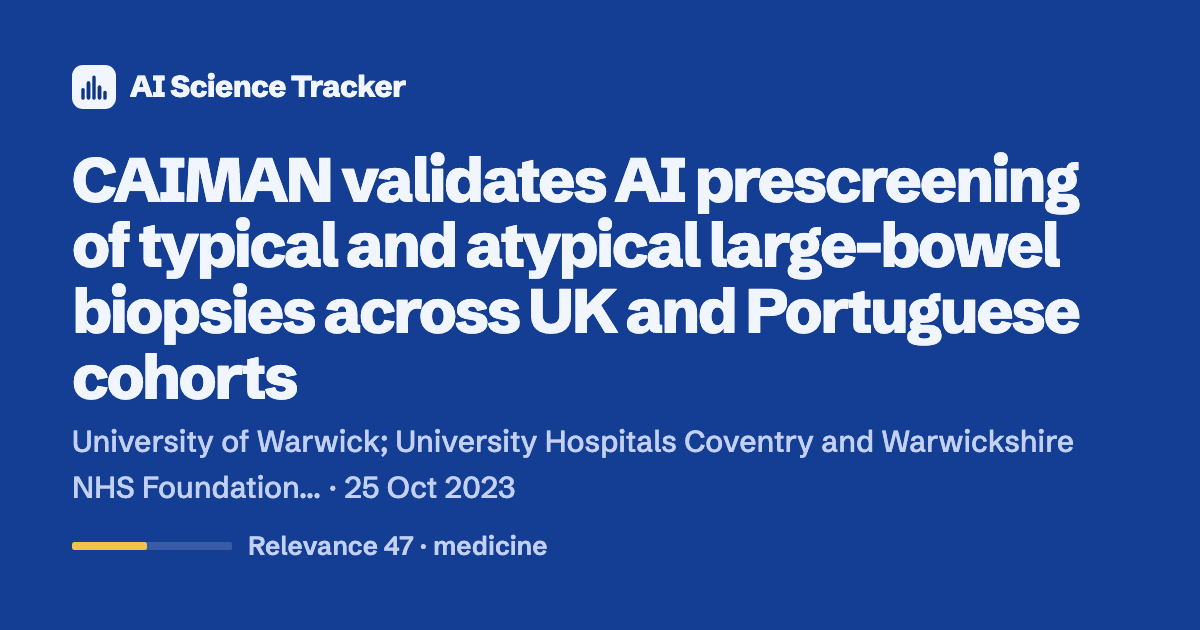 AI Science Tracker
CAIMAN validates AI prescreening
of typical and atypical large-bowel
biopsies across UK and Portuguese
cohorts
University of Warwick; University Hospitals Coventry and Warwickshire
NHS Foundation... · 25 Oct 2023
Relevance 47 · medicine